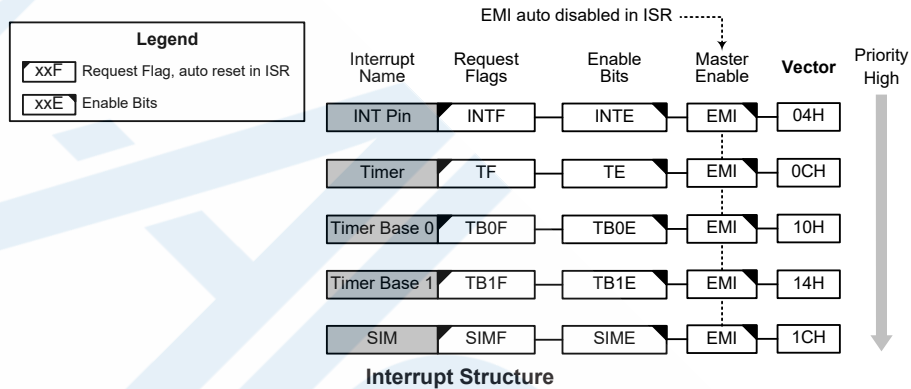 EMI auto disabled in ISR
Legend
xxF Request Flag, auto reset in ISR
xxE Enable Bits
Interrupt Name
Request Flags
Enable Bits
Master Enable
Vector
Priority High
INT Pin INTF INTE EMI 04H
Timer TF TE EMI 0CH
Timer Base 0 TB0F TB0E EMI 10H
Timer Base 1 TB1F TB1E EMI 14H
SIM SIMF SIME EMI 1CH
Interrupt Structure